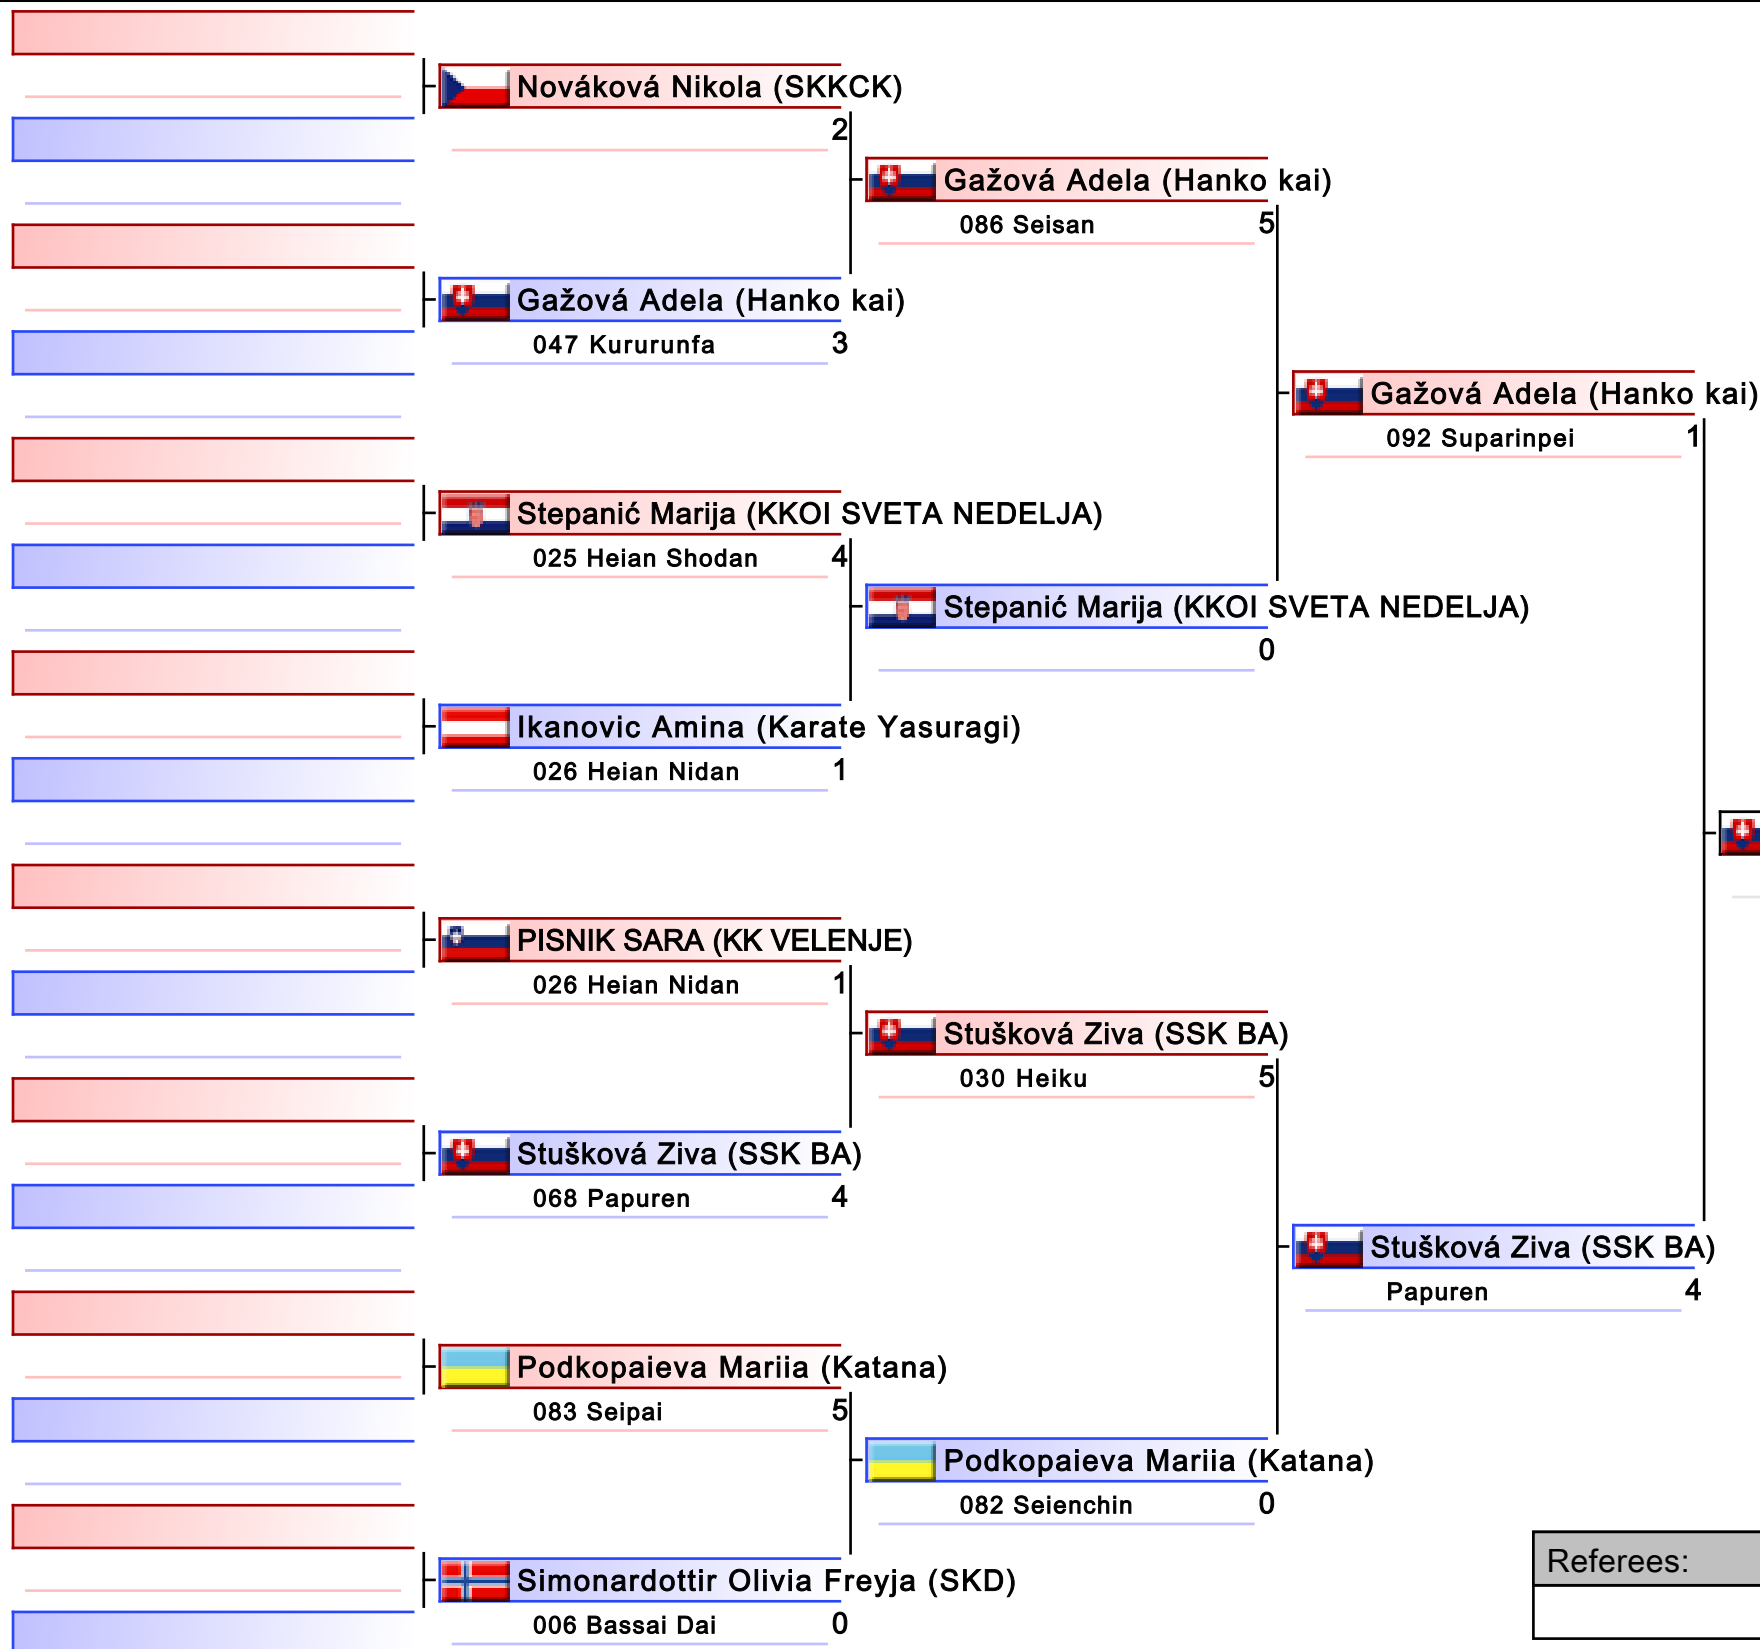 Nováková Nikola (SKKCK)
2
Gažová Adela (Hanko kai)
086 Seisan 5
Gažová Adela (Hanko kai)
047 Kururunfa 3
Gažová Adela (Hanko kai)
092 Suparinpei 1
Stepanić Marija (KKOI SVETA NEDELJA)
025 Heian Shodan 4
Stepanić Marija (KKOI SVETA NEDELJA)
0
Ikanovic Amina (Karate Yasuragi)
026 Heian Nidan 1
PISNIK SARA (KK VELENJE)
026 Heian Nidan 1
Stušková Ziva (SSK BA)
030 Heiku 5
Stušková Ziva (SSK BA)
068 Papuren 4
Stušková Ziva (SSK BA)
Papuren 4
Podkopaieva Mariia (Katana)
083 Seipai 5
Podkopaieva Mariia (Katana)
082 Seienchin 0
Simonardottir Olivia Freyja (SKD)
006 Bassai Dai 0
Referees: